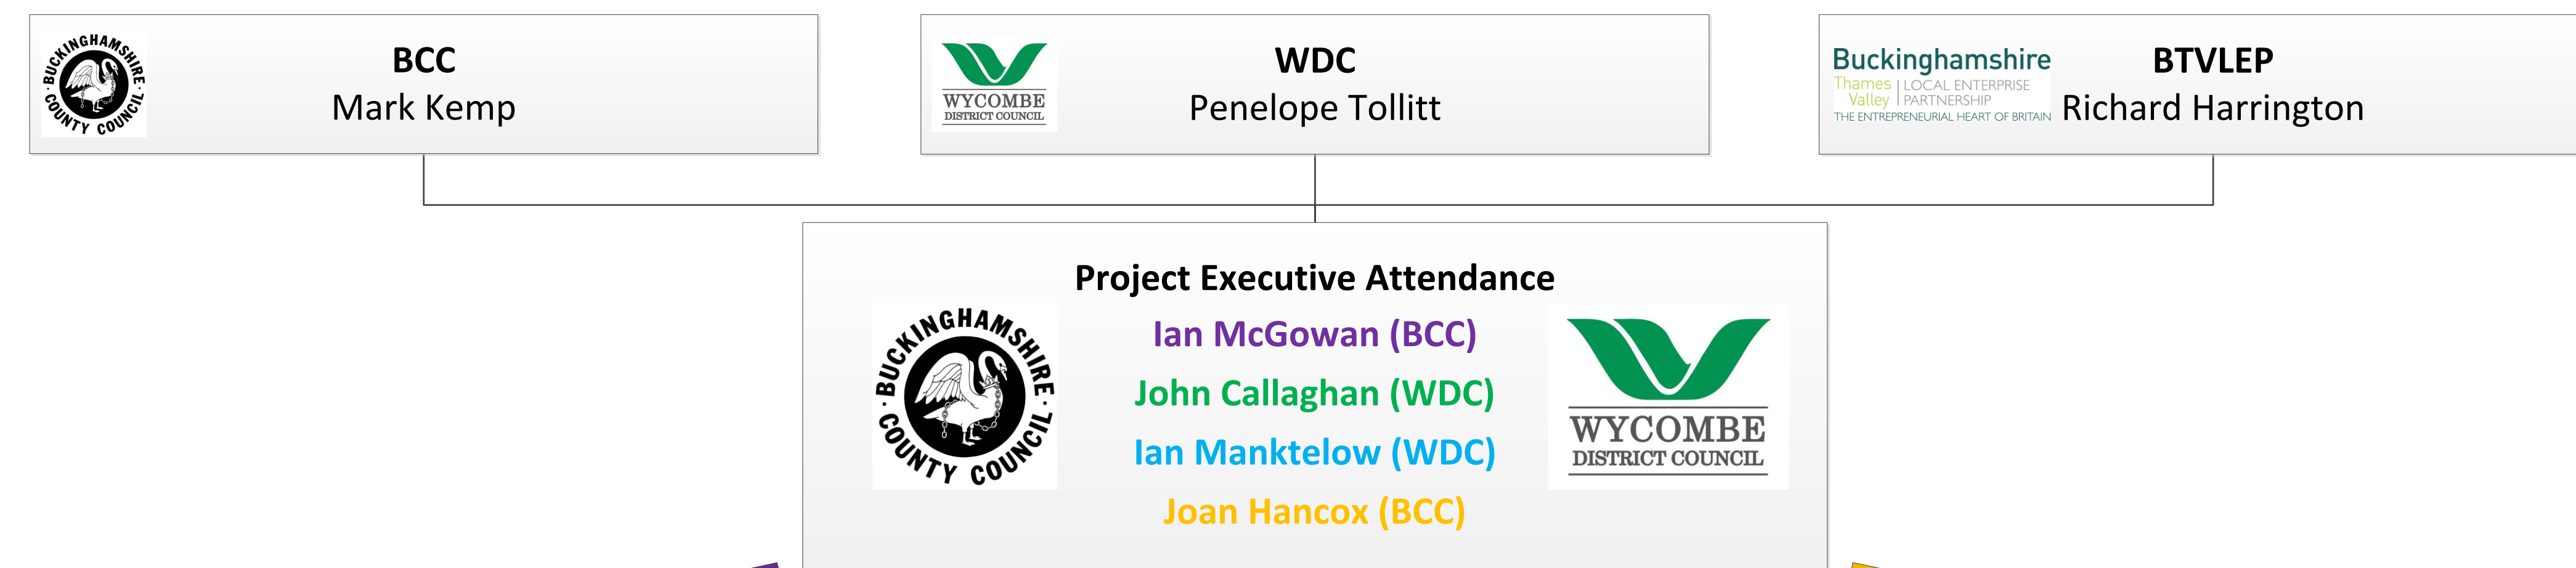 BUCKINGHAMSHIRE
COUNTY COUNCIL
BCC
Mark Kemp
WYCOMBE
DISTRICT COUNCIL
WDC
Penelope Tollitt
Buckinghamshire
Thames
Valley
LOCAL ENTERPRISE
PARTNERSHIP
THE ENTREPRENEURIAL HEART OF BRITAIN
BTVLEP
Richard Harrington
Project Executive Attendance
BUCKINGHAMSHIRE
COUNTY COUNCIL
Ian McGowan (BCC)
John Callaghan (WDC)
Ian Manktelow (WDC)
Joan Hancox (BCC)
WYCOMBE
DISTRICT COUNCIL